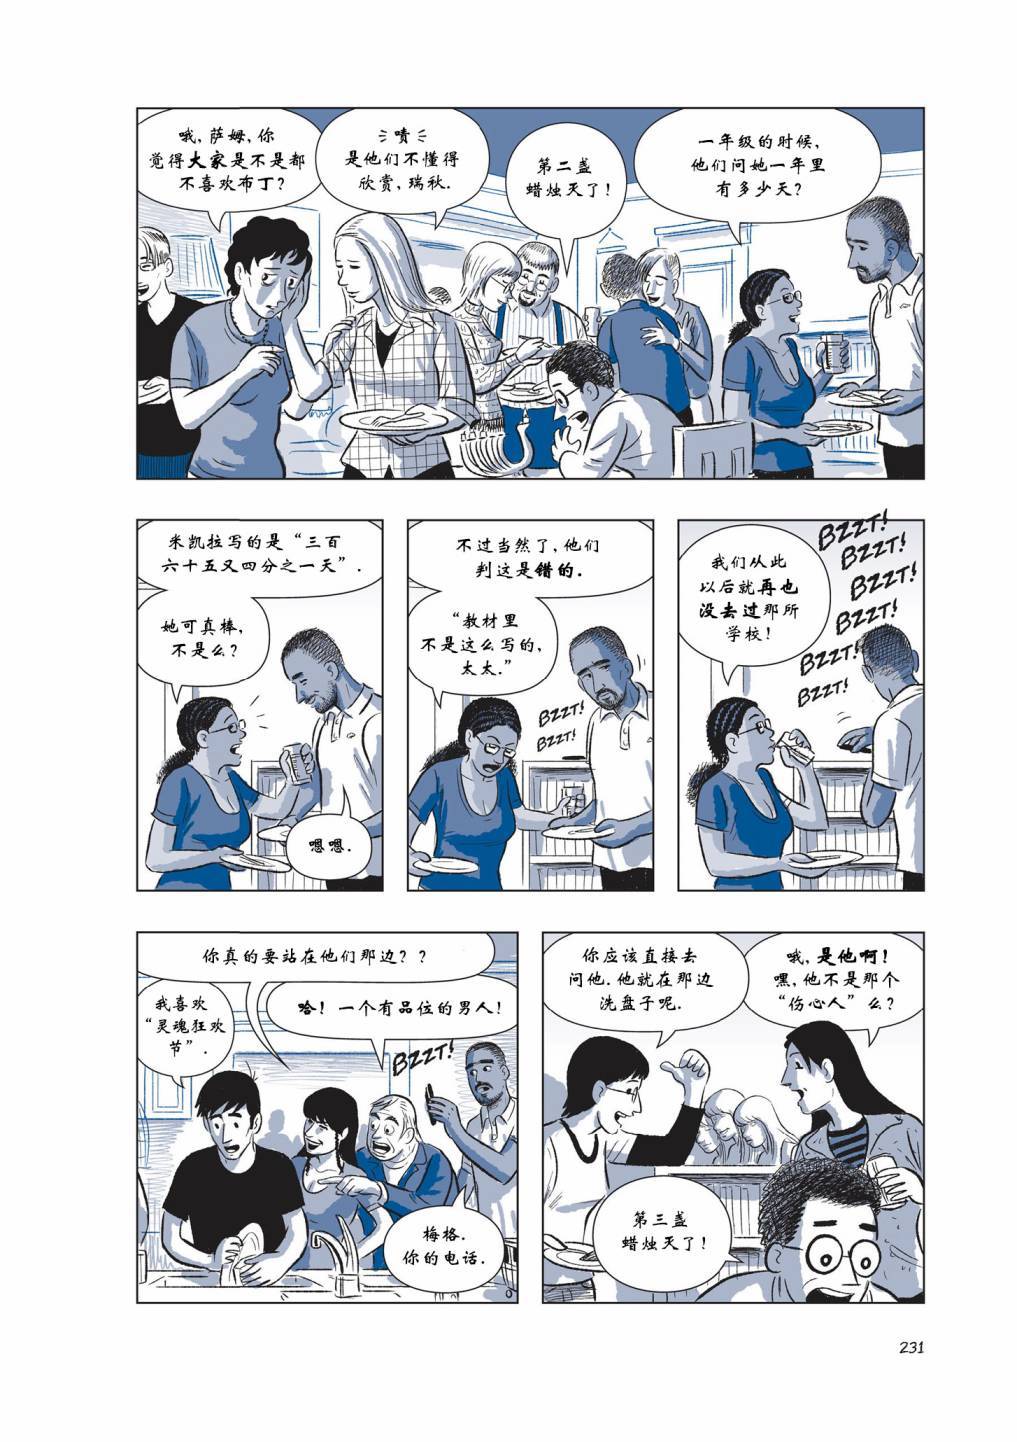 哦，萨姆，你
觉得大家是不是都
不喜欢布丁？
啧
是他们不懂得
欣赏，瑞秋．
第二盏
蜡烛灭了！
一年级的时候，
他们问她一年里
有多少天？
米凯拉写的是“三百
六十五又四分之一天”．
她可真棒，
不是么？
嗯嗯．
不过当然了，他们
判这是错的．
“教材里
不是这么写的，
太太．”
BZZT!
BZZT!
我们从此
以后就再也
没去过那所
学校！
BZZT!
BZZT!
BZZT!
BZZT!
BZZT!
BZZT!
你真的要站在他们那边？？
我喜欢
“灵魂狂欢
节”．
哈！一个有品位的男人！
BZZT!
梅格．
你的电话．
你应该直接去
问他．他就在那边
洗盘子呢．
哦，是他啊！
嘿，他不是那个
“伤心人”么？
第三盏
蜡烛灭了！
231